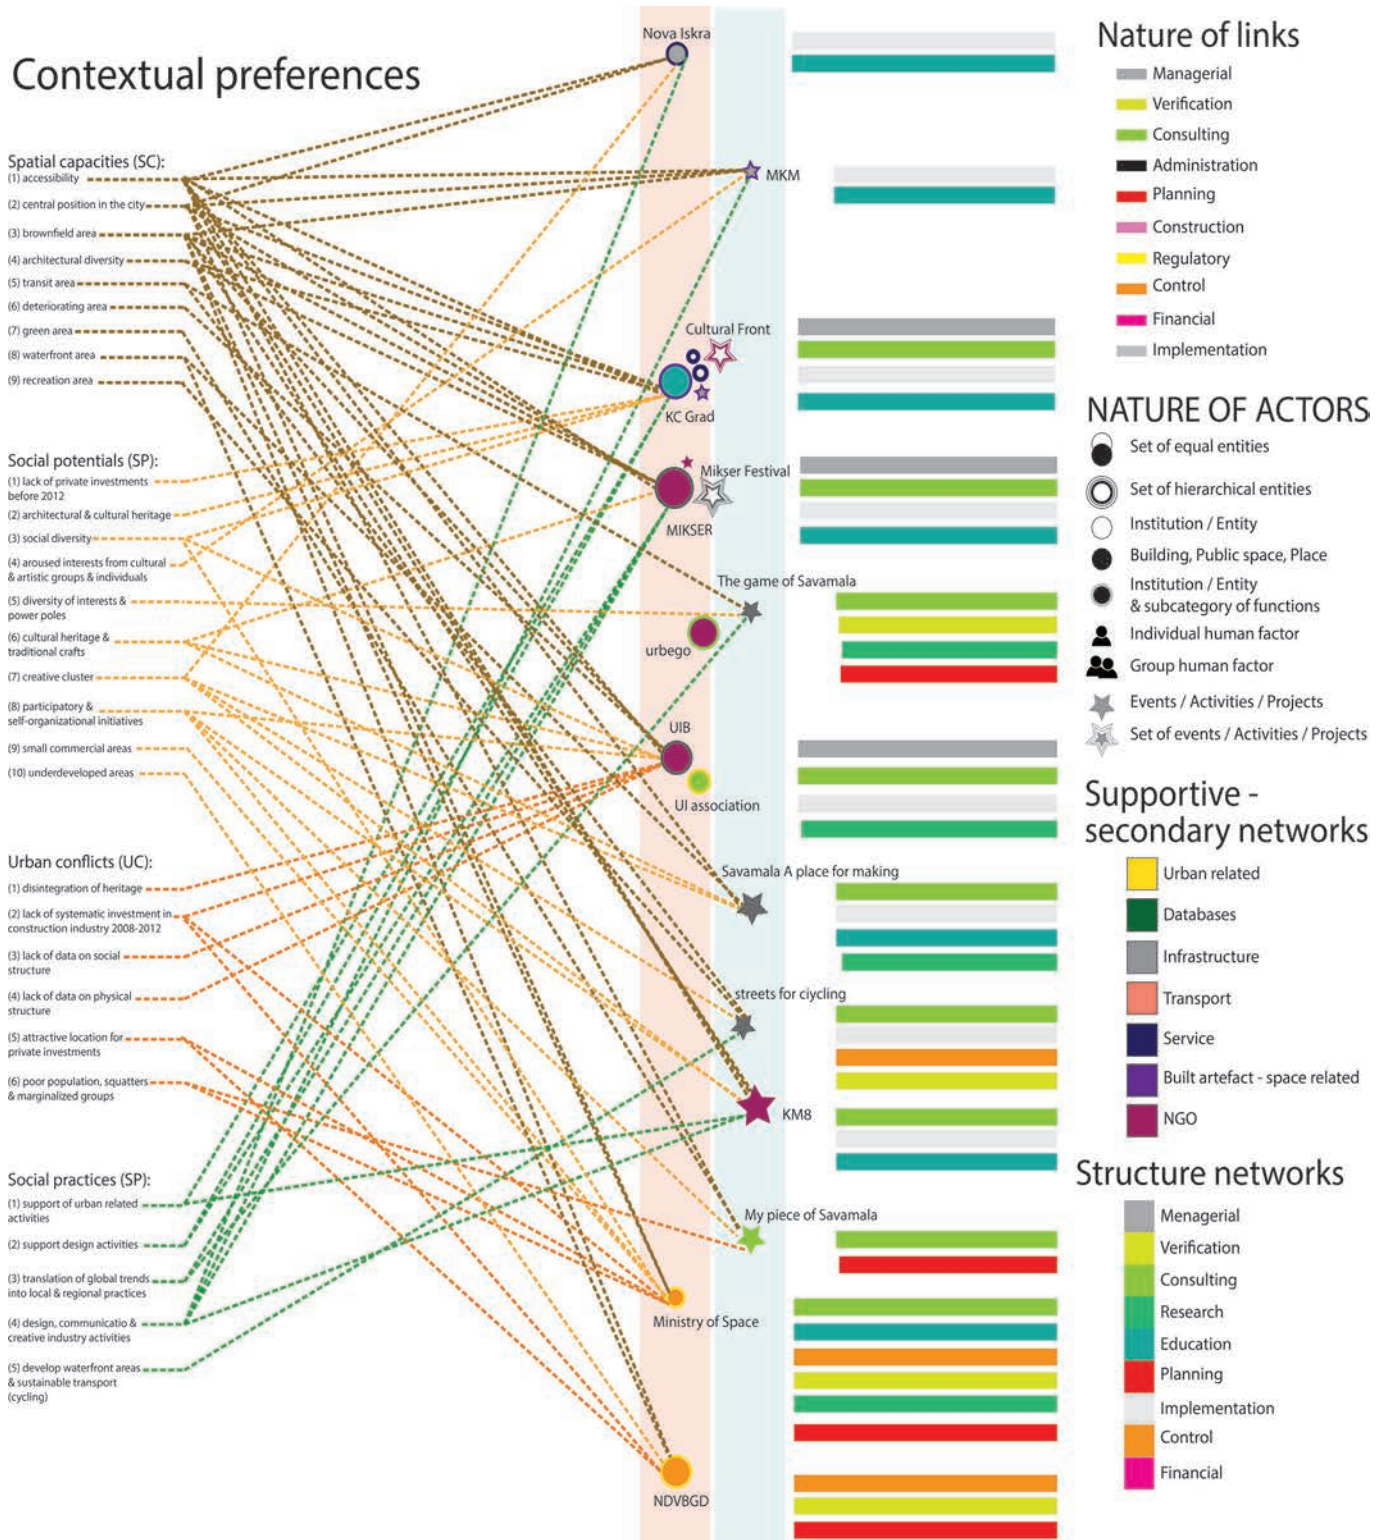 Contextual preferences
Spatial capacities (SC):
(1) accessibility
(2) central position in the city
(3) brownfield area
(4) architectural diversity
(5) transit area
(6) deteriorating area
(7) green area
(8) waterfront area
(9) recreation area
Social potentials (SP):
(1) lack of private investments
before 2012
(2) architectural & cultural heritage
(3) social diversity
(4) aroused interests from cultural
& artistic groups & individuals
(5) diversity of interests &
power poles
(6) cultural heritage &
traditional crafts
(7) creative cluster
(8) participatory &
self-organizational initiatives
(9) small commercial areas
(10) underdeveloped areas
Urban conflicts (UC):
(1) disintegration of heritage
(2) lack of systematic investment in
construction industry 2008-2012
(3) lack of data on social
structure
(4) lack of data on physical
structure
(5) attractive location for
private investments
(6) poor population, squatters
& marginalized groups
Social practices (SP):
(1) support of urban related
activities
(2) support design activities
(3) translation of global trends
into local & regional practices
(4) design, communicatio &
creative industry activities
(5) develop waterfront areas
& sustainable transport
(cycling)
Nova Iskra
MKM
Cultural Front
KC Grad
Mikser Festival
MIKSER
The game of Savamala
urbego
UIB
UI association
Savamala A place for making
streets for ciycling
KM8
My piece of Savamala
Ministry of Space
NDVBGD
Nature of links
Managerial
Verification
Consulting
Administration
Planning
Construction
Regulatory
Control
Financial
Implementation
NATURE OF ACTORS
Set of equal entities
Set of hierarchical entities
Institution / Entity
Building, Public space, Place
Institution / Entity
& subcategory of functions
Individual human factor
Group human factor
Events / Activities / Projects
Set of events / Activities / Projects
Supportive -
secondary networks
Urban related
Databases
Infrastructure
Transport
Service
Built artefact - space related
NGO
Structure networks
Menagerial
Verification
Consulting
Research
Education
Planning
Implementation
Control
Financial